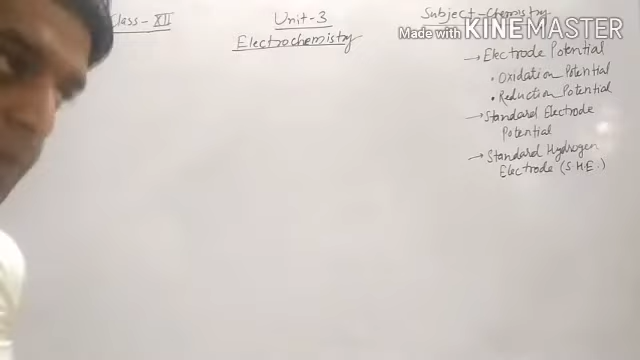 Class - XII
Unit-3
Subject - Chemistry
Made with KINEMASTER
Electrochemistry
→ Electrode Potential
• Oxidation Potential
• Reduction Potential
→ Standard Electrode
Potential
→ Standard Hydrogen
Electrode (S.H.E.)